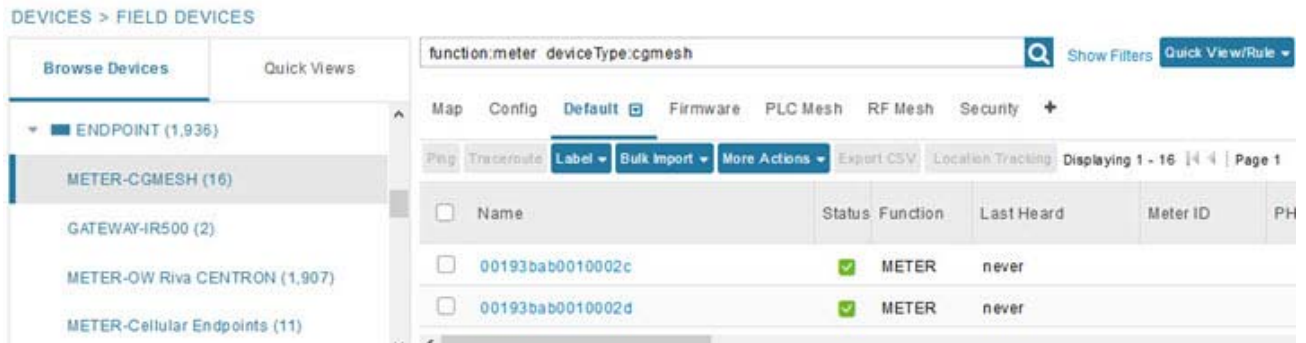 DEVICES > FIELD DEVICES
Browse Devices Quick Views
ENDPOINT (1,936)
METER-CGMESH (16)
GATEWAY-IR500 (2)
METER-OW Riva CENTRON (1,907)
METER-Cellular Endpoints (11)
function:meter deviceType:cgmesh Show Filters Quick View/Rule
Map Config Default Firmware PLC Mesh RF Mesh Security +
Ping Traceroute Label Bulk Import More Actions Export CSV Location Tracking Displaying 1 - 16 Page 1
Name Status Function Last Heard Meter ID PH
00193bab0010002c METER never
00193bab0010002d METER never